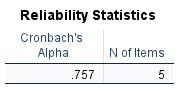 Reliability Statistics
Cronbach's
Alpha N of Items
.757 5